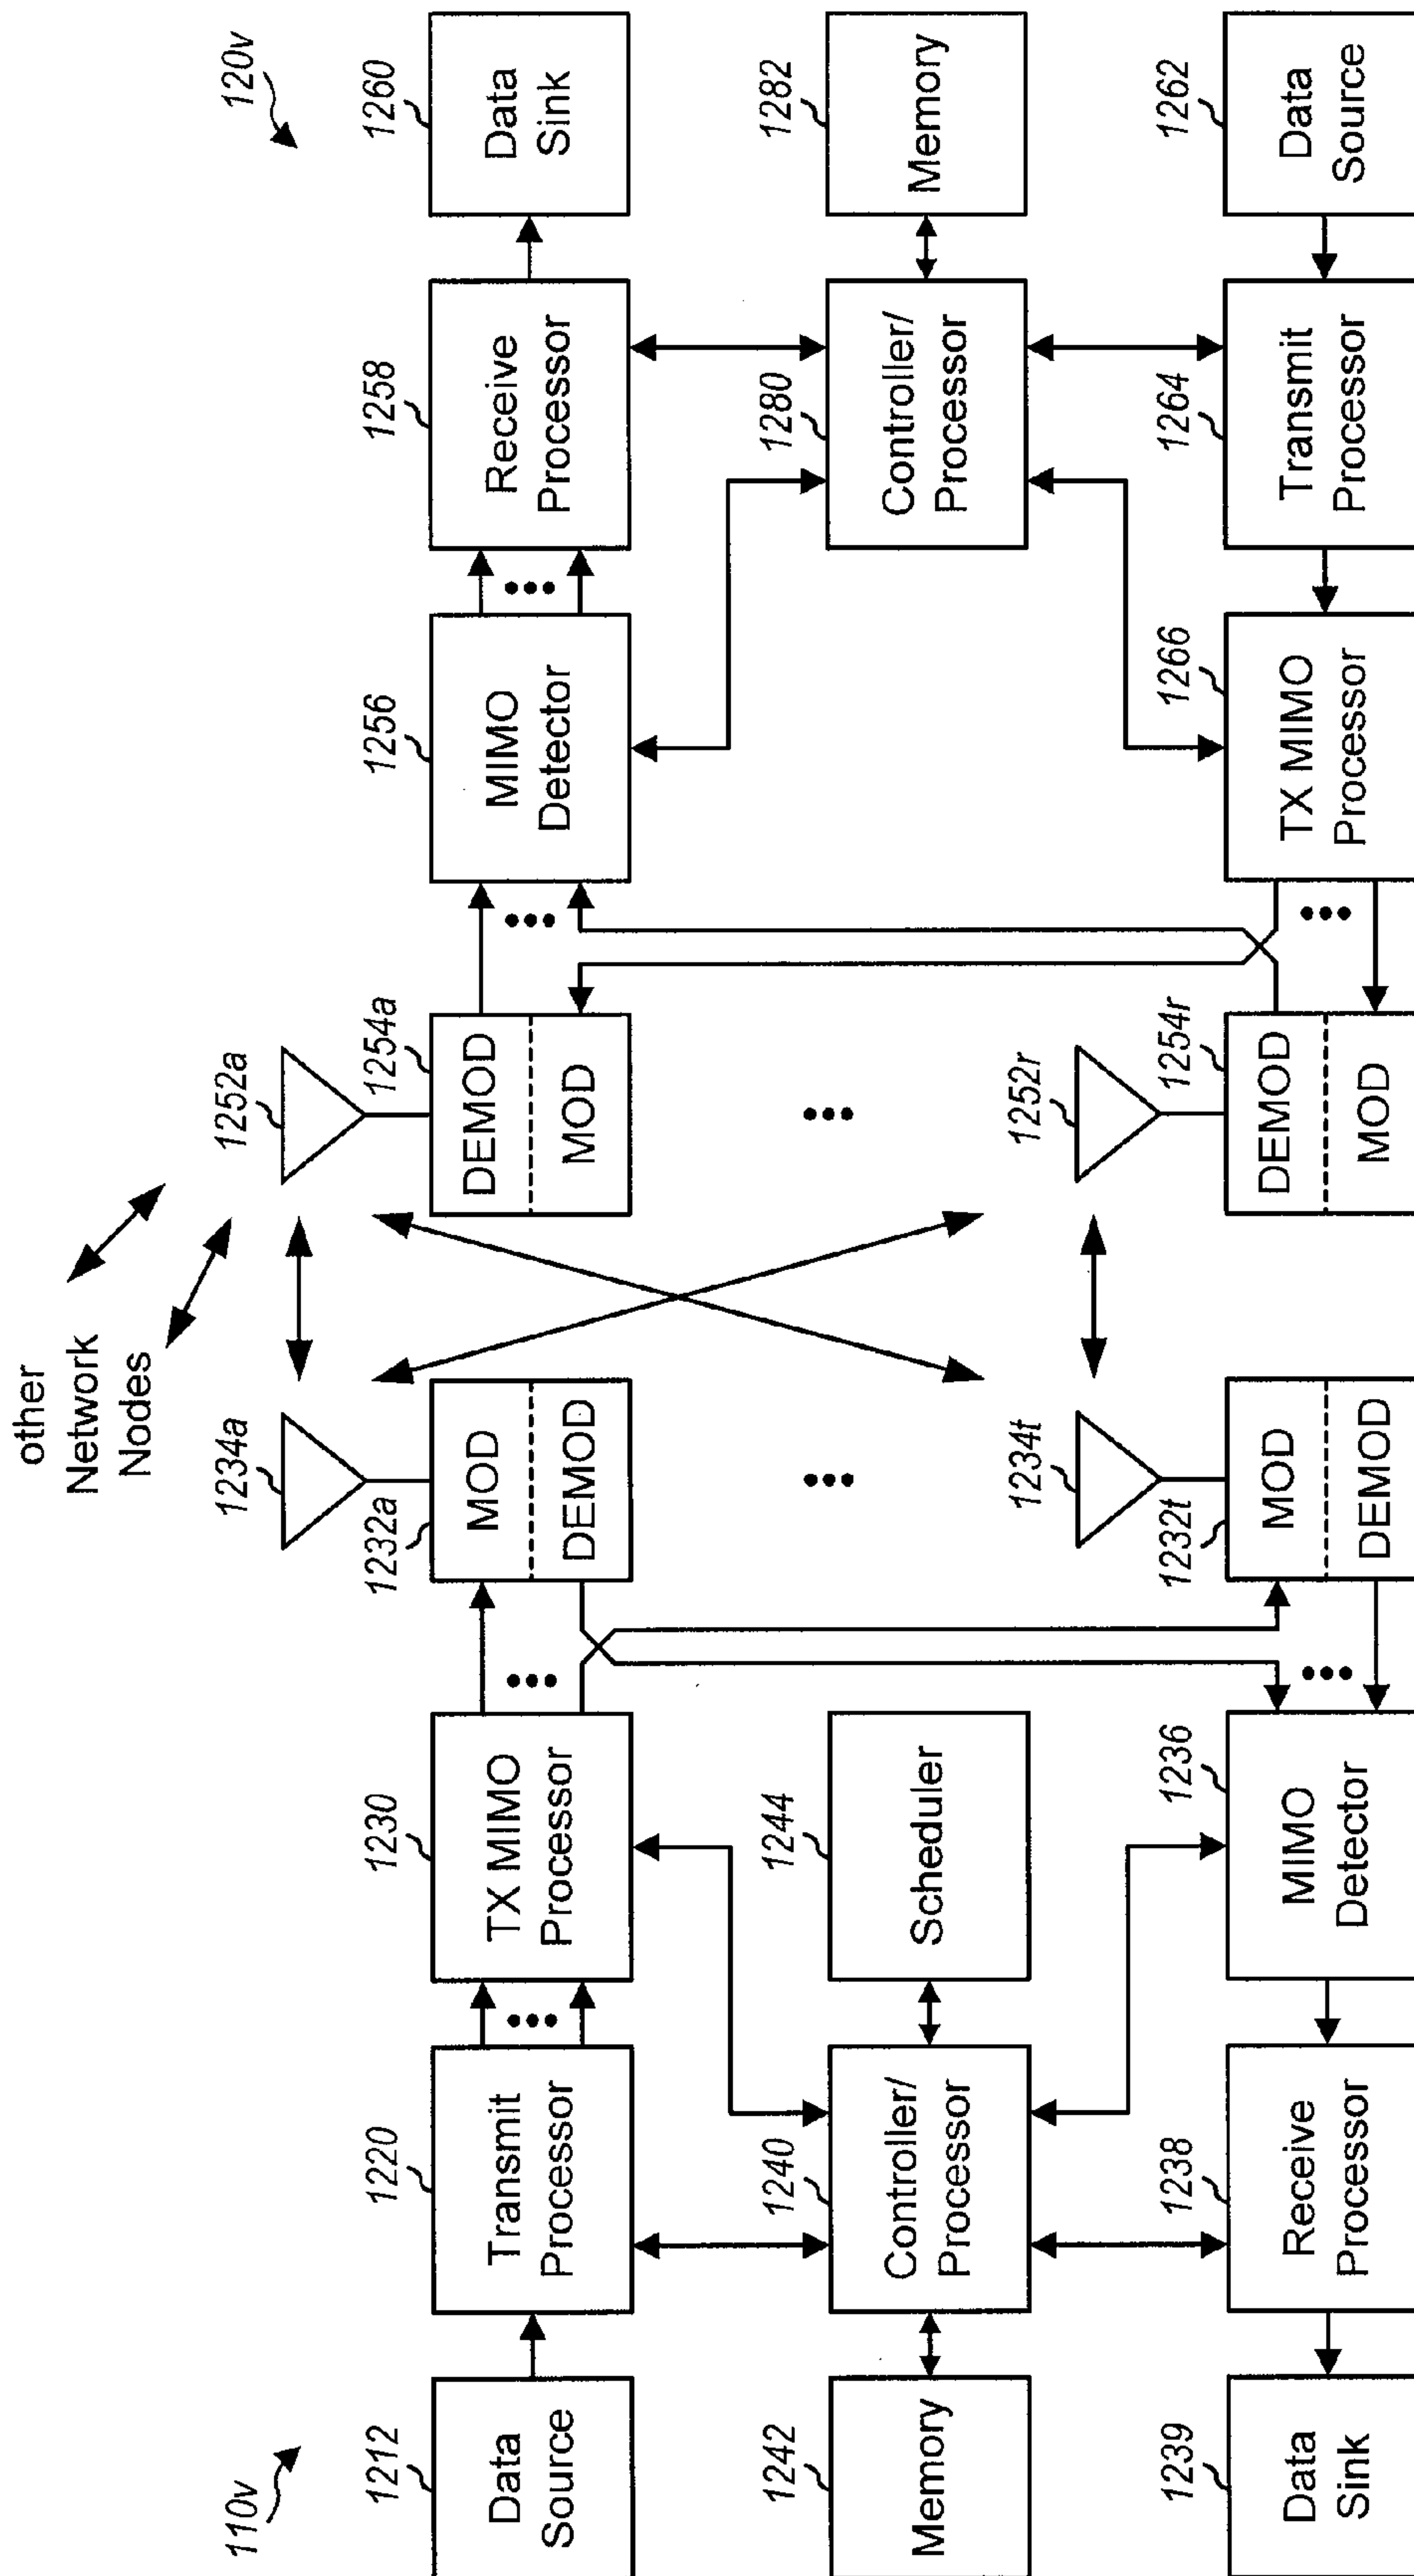 other
Network
Nodes
110v
120v
1212
Data
Source
1220
Transmit
Processor
1230
TX MIMO
Processor
1232a
MOD
DEMOD
1234a
1252a
1254a
DEMOD
MOD
1256
MIMO
Detector
1258
Receive
Processor
1260
Data
Sink
1242
Memory
1240
Controller/
Processor
1244
Scheduler
1280
Controller/
Processor
1282
Memory
1239
Data
Sink
1238
Receive
Processor
1236
MIMO
Detector
1232t
MOD
DEMOD
1234t
1252r
1254r
DEMOD
MOD
1266
TX MIMO
Processor
1264
Transmit
Processor
1262
Data
Source